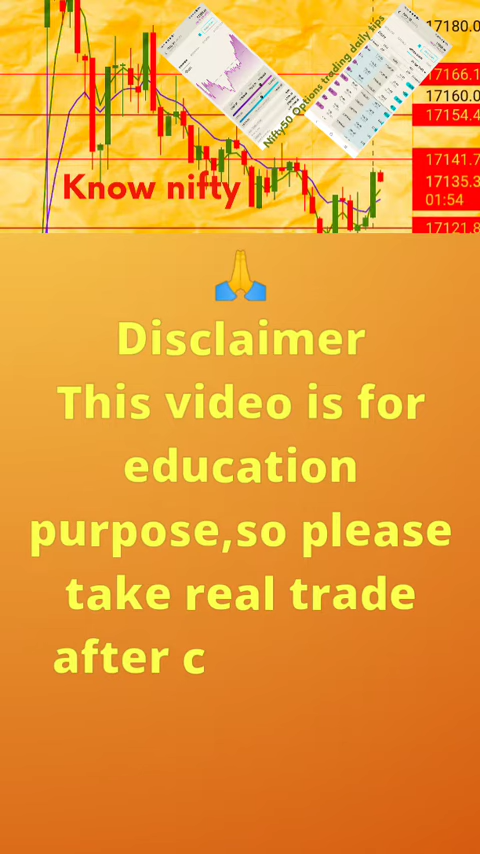 17180.0
17166.1
17160.0
17154.4
Nifty50 Options trading daily tips
17141.7
Know nifty
17135.3
01:54
17121.8
🙏
Disclaimer
This video is for
education
purpose,so please
take real trade
after c